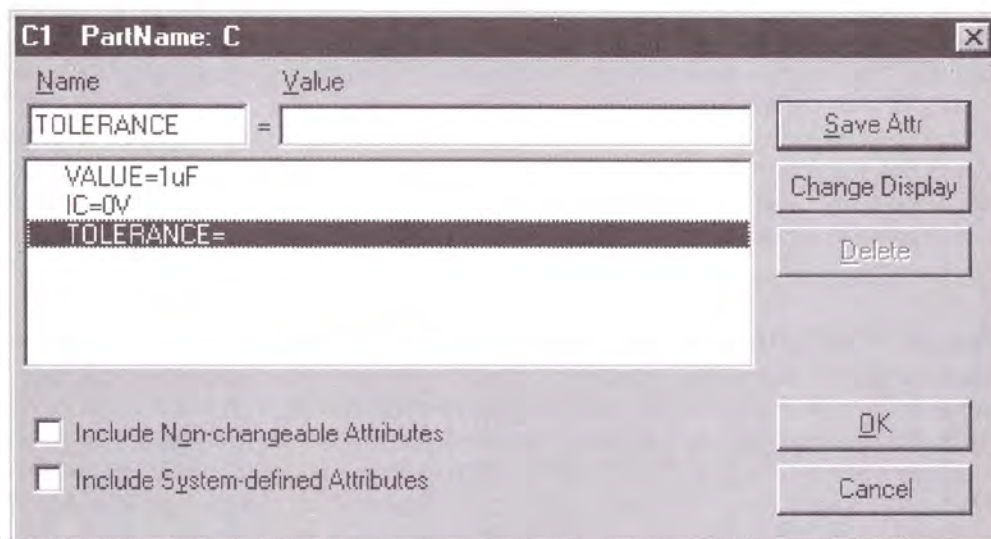 C1 PartName: C
Name Value
TOLERANCE =
Save Attr
VALUE=1uF
IC=0V
TOLERANCE=
Change Display
Delete
Include Non-changeable Attributes
Include System-defined Attributes
OK
Cancel